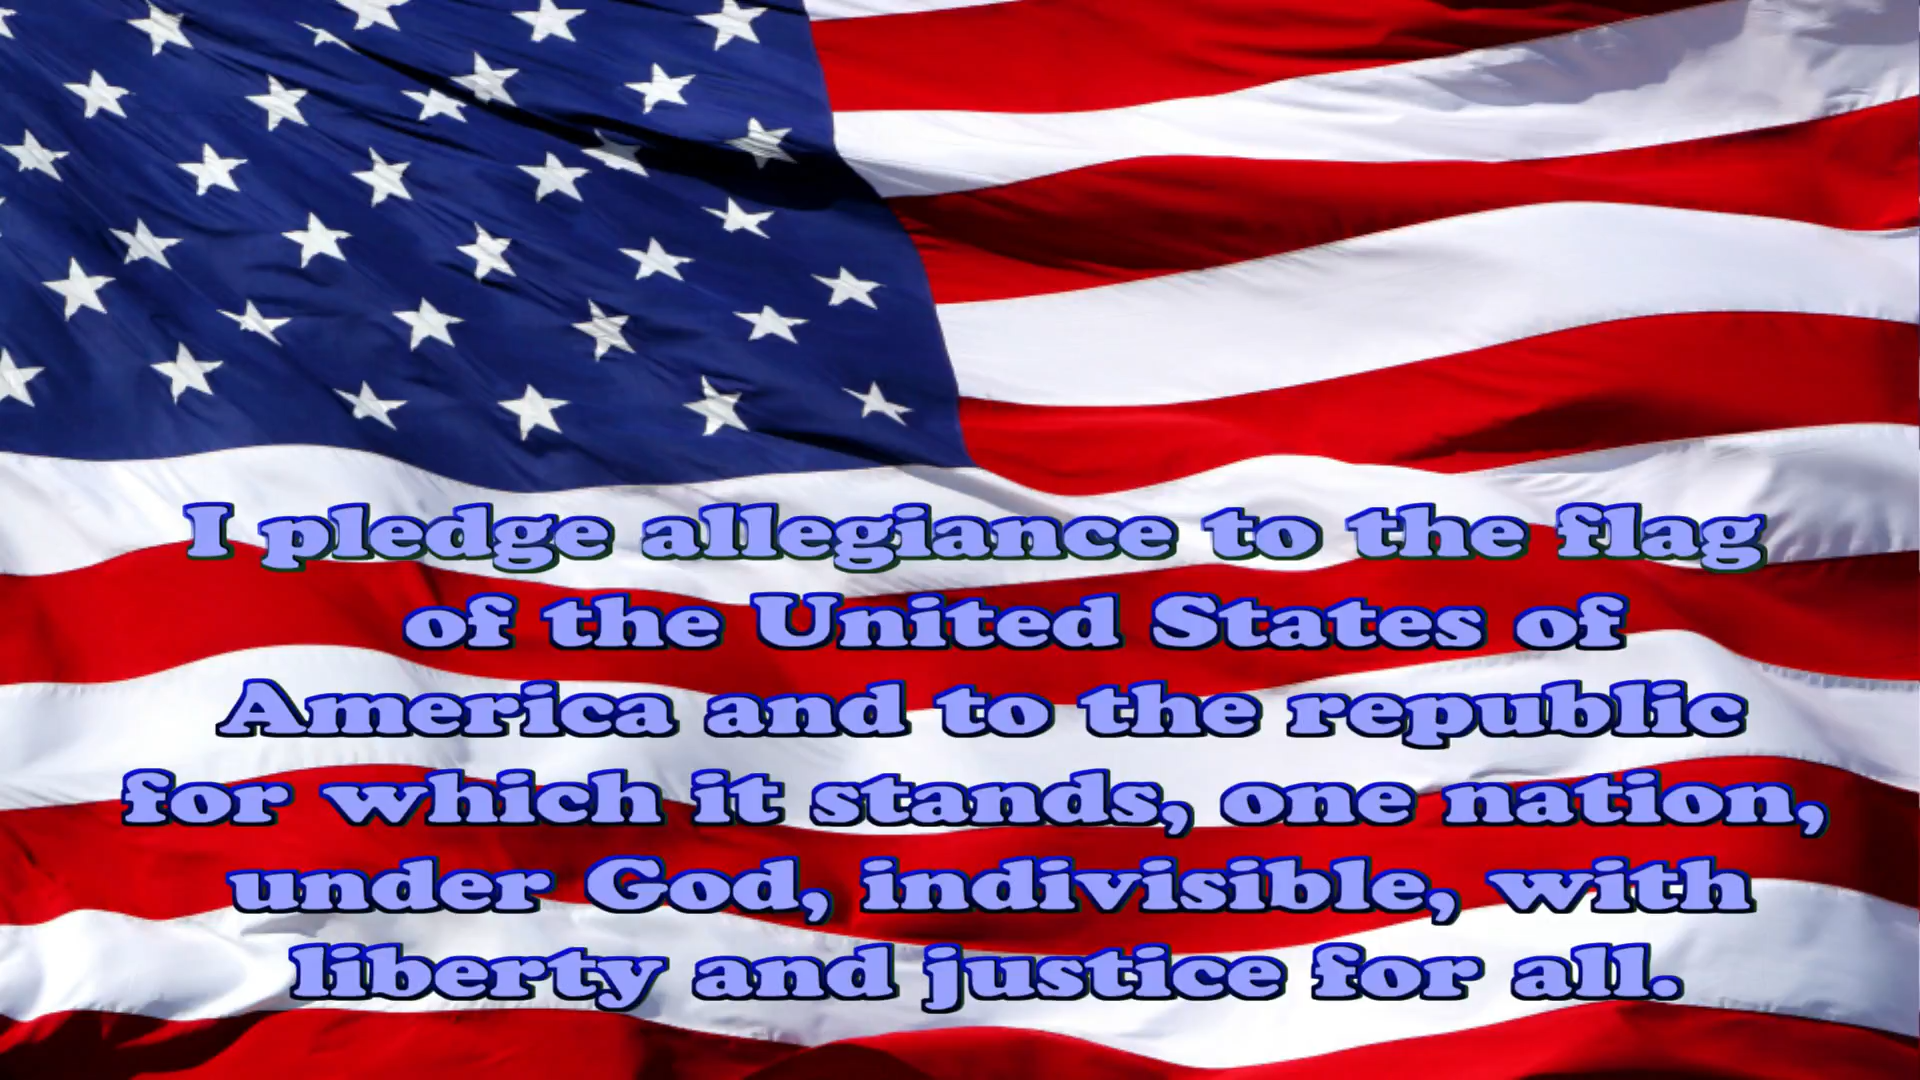 I pledge allegiance to the flag
of the United States of
America and to the republic
for which it stands, one nation,
under God, indivisible, with
liberty and justice for all.